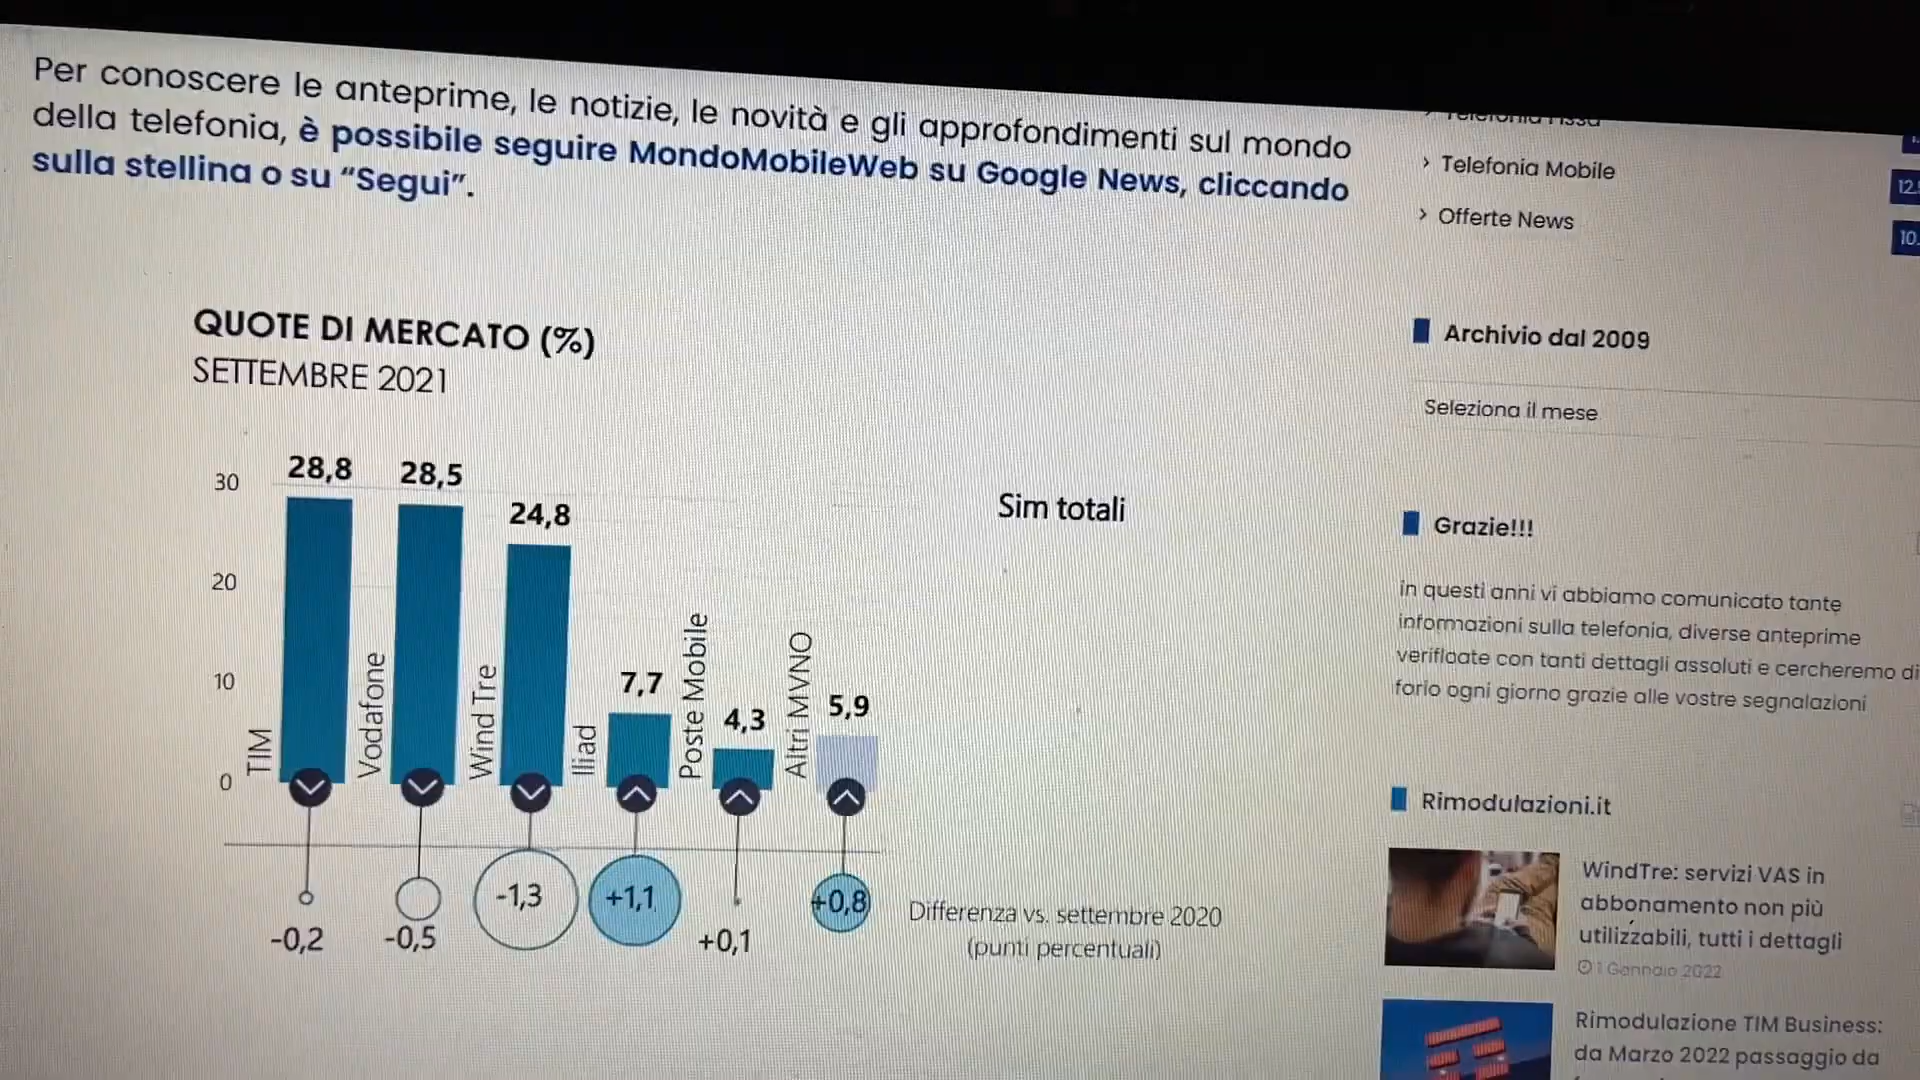 Per conoscere le anteprime, le notizie, le novità e gli approfondimenti sul mondo
della telefonia, è possibile seguire MondoMobileWeb su Google News, cliccando
sulla stellina o su “Segui”.
QUOTE DI MERCATO (%)
SETTEMBRE 2021
30
20
10
0
28,8
28,5
24,8
7,7
4,3
5,9
TIM
Vodafone
Wind Tre
Iliad
Poste Mobile
Altri MVNO
Sim totali
-0,2
-0,5
-1,3
+1,1
+0,1
+0,8
Differenza vs. settembre 2020
(punti percentuali)
> Telefonia Mobile
> Offerte News
Archivio dal 2009
Seleziona il mese
Grazie!!!
in questi anni vi abbiamo comunicato tante
informazioni sulla telefonia, diverse anteprime
verificate con tanti dettagli assoluti e cercheremo di
farlo ogni giorno grazie alle vostre segnalazioni
Rimodulazioni.it
WindTre: servizi VAS in
abbonamento non più
utilizzabili, tutti i dettagli
1 Gennaio 2022
Rimodulazione TIM Business:
da Marzo 2022 passaggio da